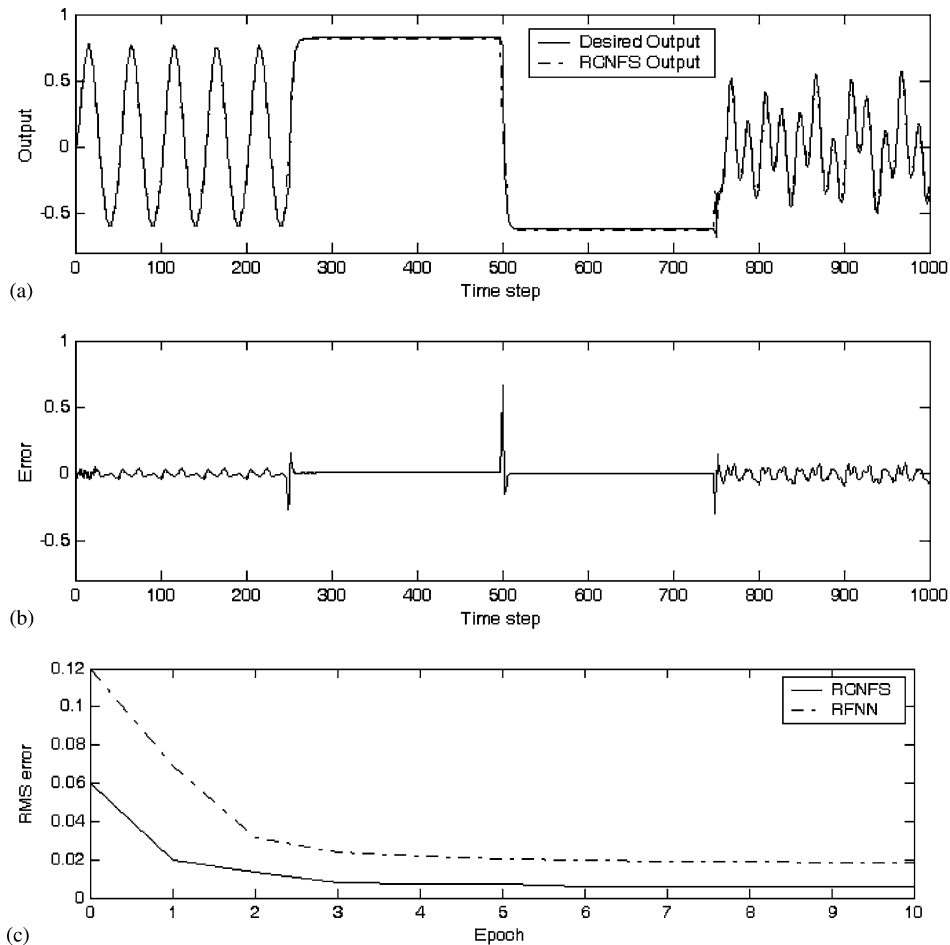 1
0.5
0
-0.5
Output
Desired Output
RCNFS Output
0 100 200 300 400 500 600 700 800 900 1000
Time step
(a)
1
0.5
0
-0.5
Error
0 100 200 300 400 500 600 700 800 900 1000
Time step
(b)
0.12
0.1
0.08
0.06
0.04
0.02
0
RMS error
RCNFS
RFNN
0 1 2 3 4 5 6 7 8 9 10
Epoch
(c)